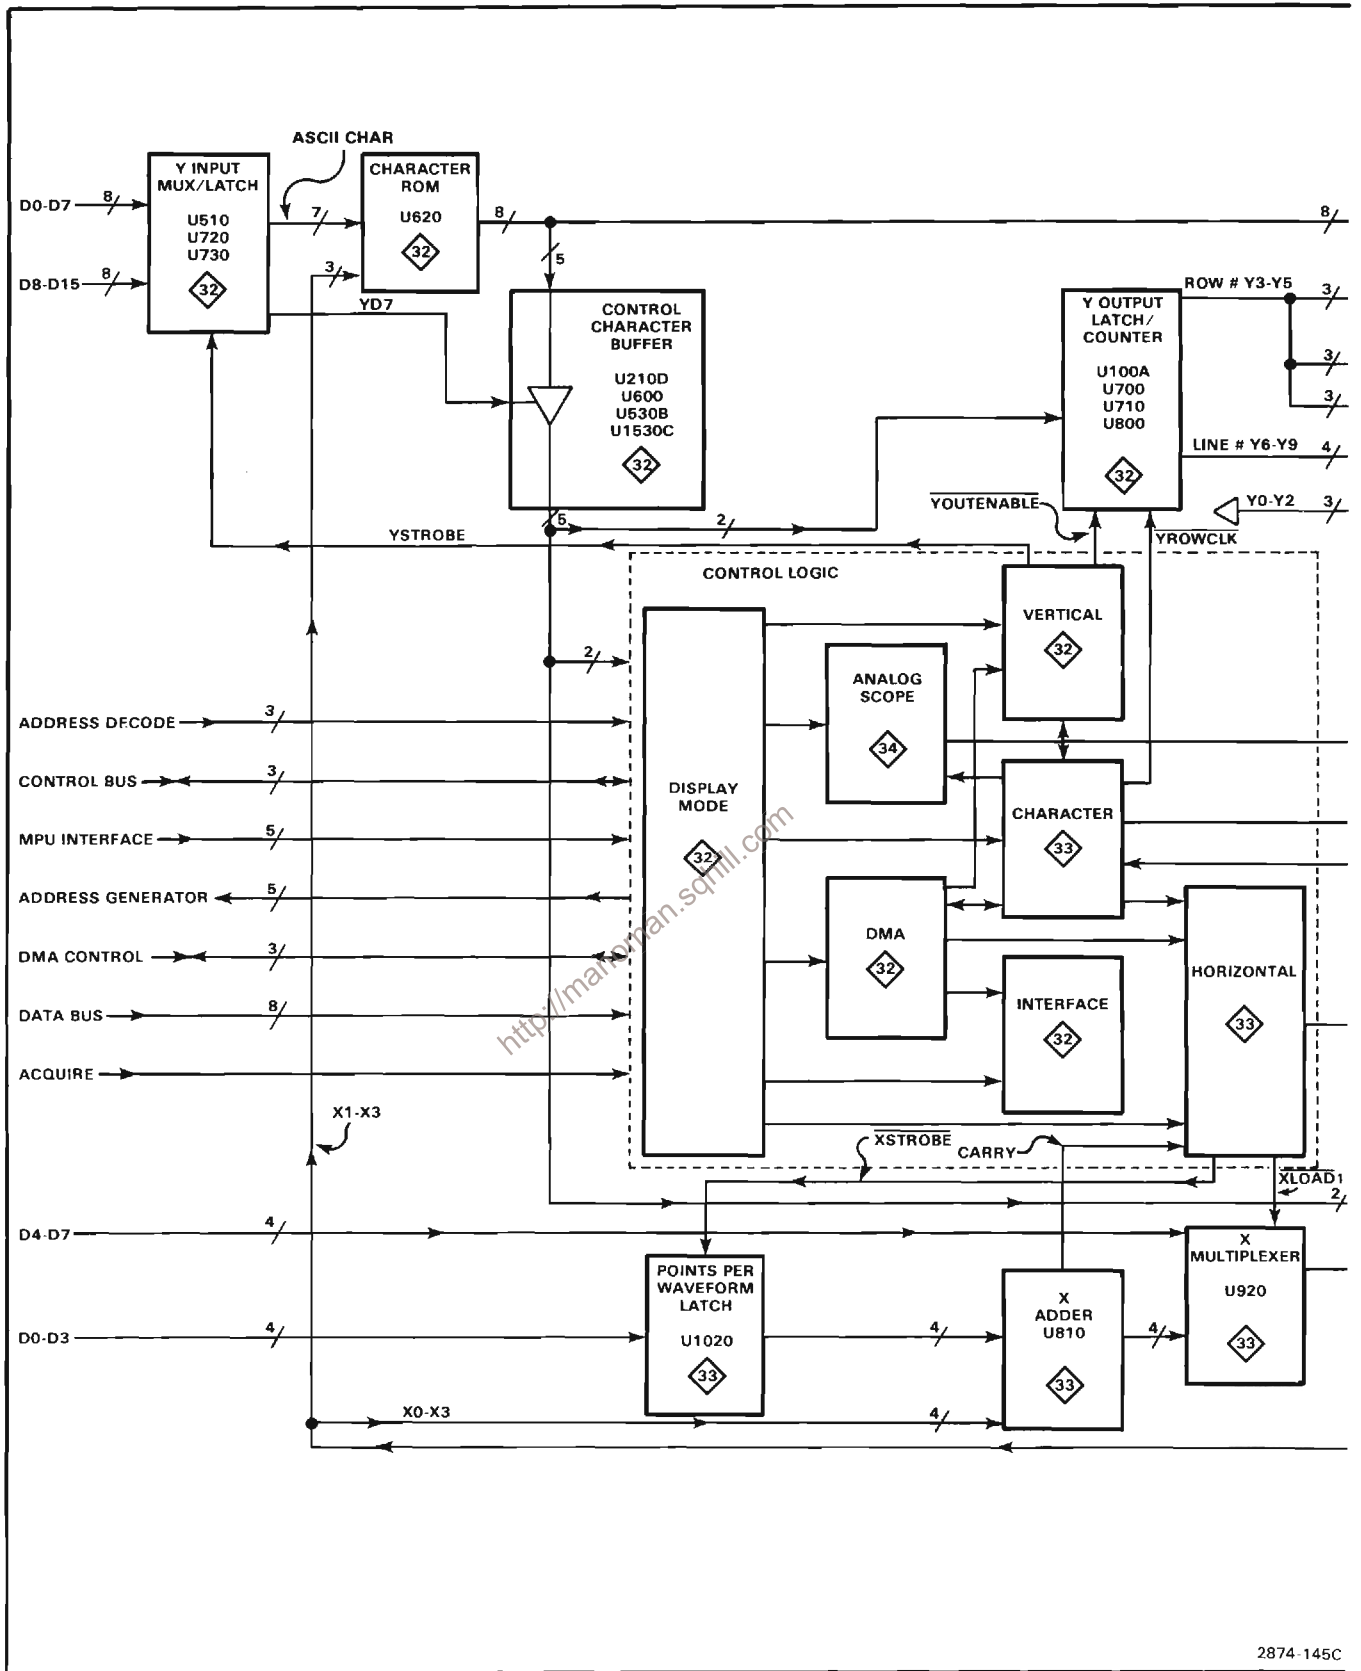 ASCII CHAR
Y INPUT
MUX/LATCH
U510
U720
U730
32
CHARACTER
ROM
U620
32
D0-D7
8
7
8
8
D8-D15
8
3
5
YD7
CONTROL
CHARACTER
BUFFER
U210D
U600
U530B
U1530C
32
Y OUTPUT
LATCH/
COUNTER
U100A
U700
U710
U800
32
ROW # Y3-Y5
3
3
3
LINE # Y6-Y9
4
Y0-Y2
3
YOUTENABLE
YROWCLK
5
2
YSTROBE
CONTROL LOGIC
VERTICAL
32
2
ANALOG
SCOPE
34
ADDRESS DECODE
3
CONTROL BUS
3
DISPLAY
MODE
32
CHARACTER
33
MPU INTERFACE
5
ADDRESS GENERATOR
5
DMA
32
DMA CONTROL
3
HORIZONTAL
33
INTERFACE
32
DATA BUS
8
ACQUIRE
X1-X3
XSTROBE
CARRY
XLOAD1
2
D4-D7
4
POINTS PER
WAVEFORM
LATCH
U1020
33
X
ADDER
U810
33
X
MULTIPLEXER
U920
33
D0-D3
4
4
4
X0-X3
4
http://manoman.sqhill.com
2874-145C